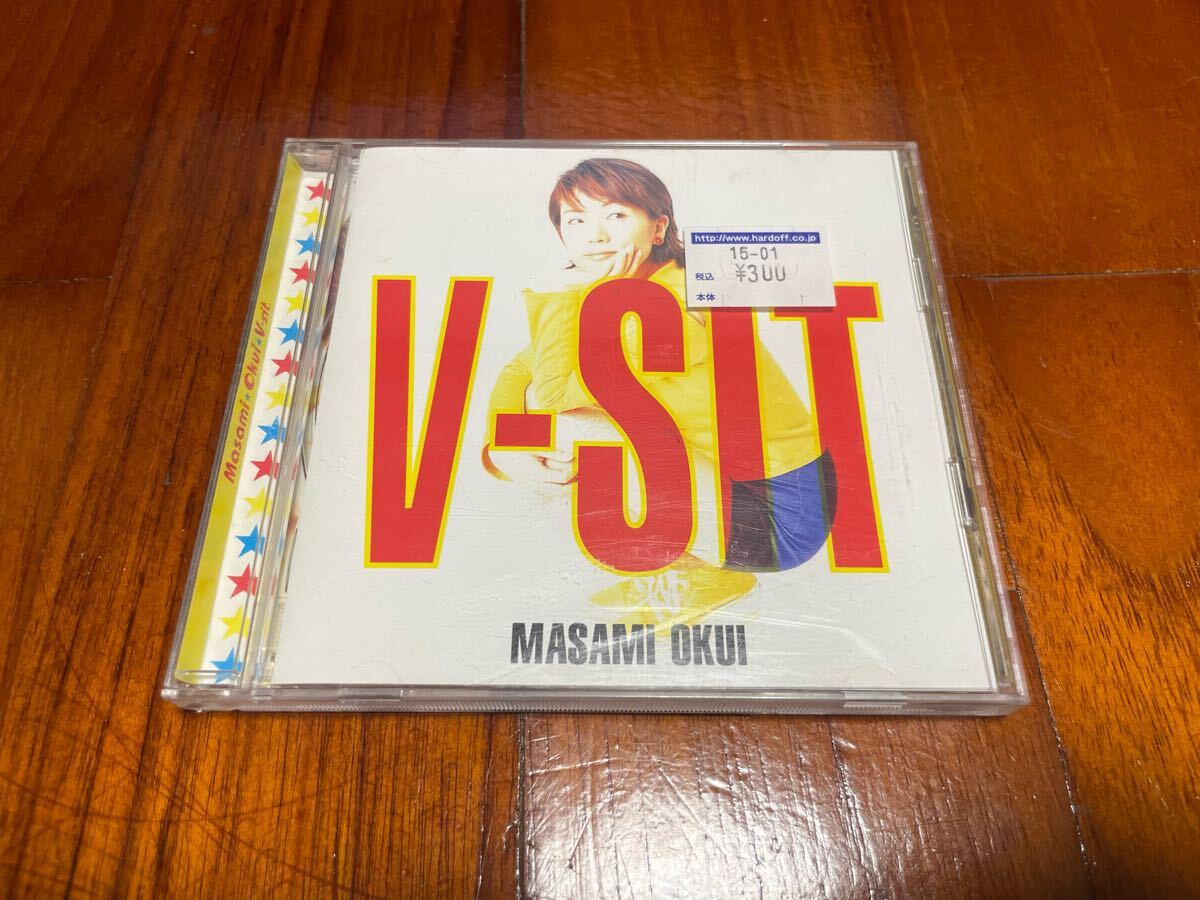 Masami★Okui★V-sit
http://www.hardoff.co.jp
15-01
税込 ¥300
本体
V-SIT
MASAMI OKUI